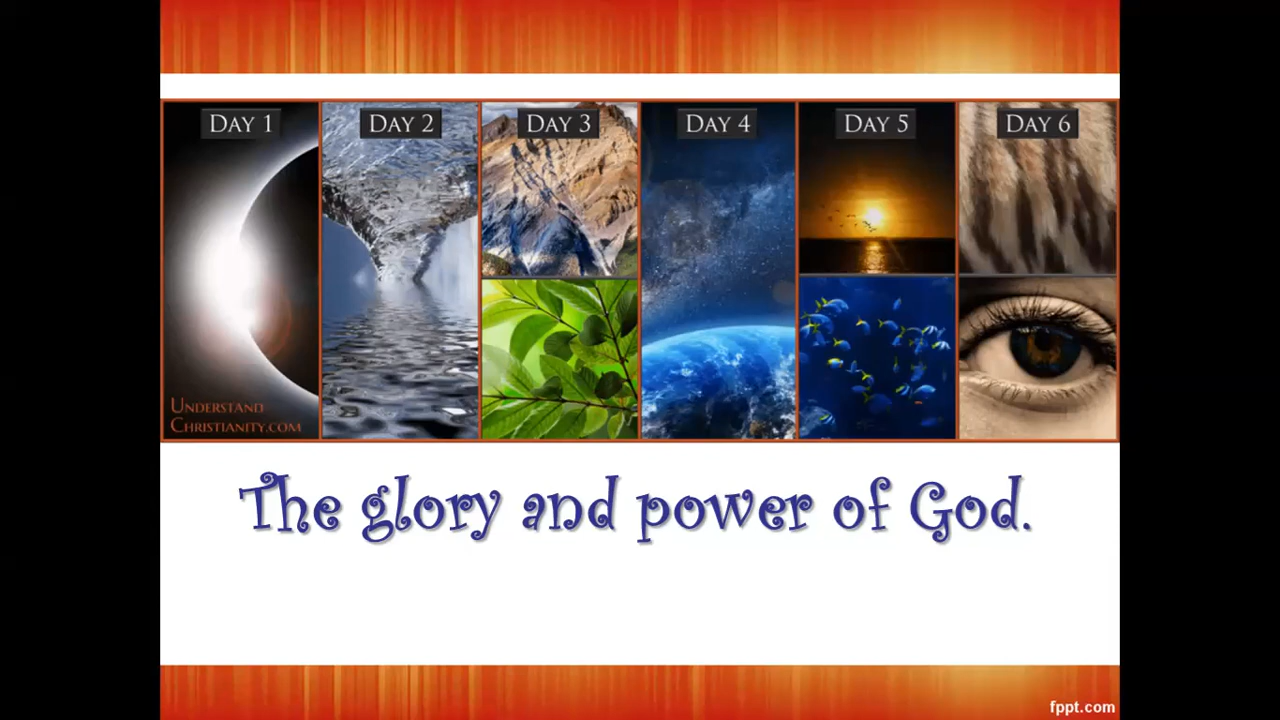 DAY 1
DAY 2
DAY 3
DAY 4
DAY 5
DAY 6
UNDERSTAND
CHRISTIANITY.COM
The glory and power of God.
fppt.com